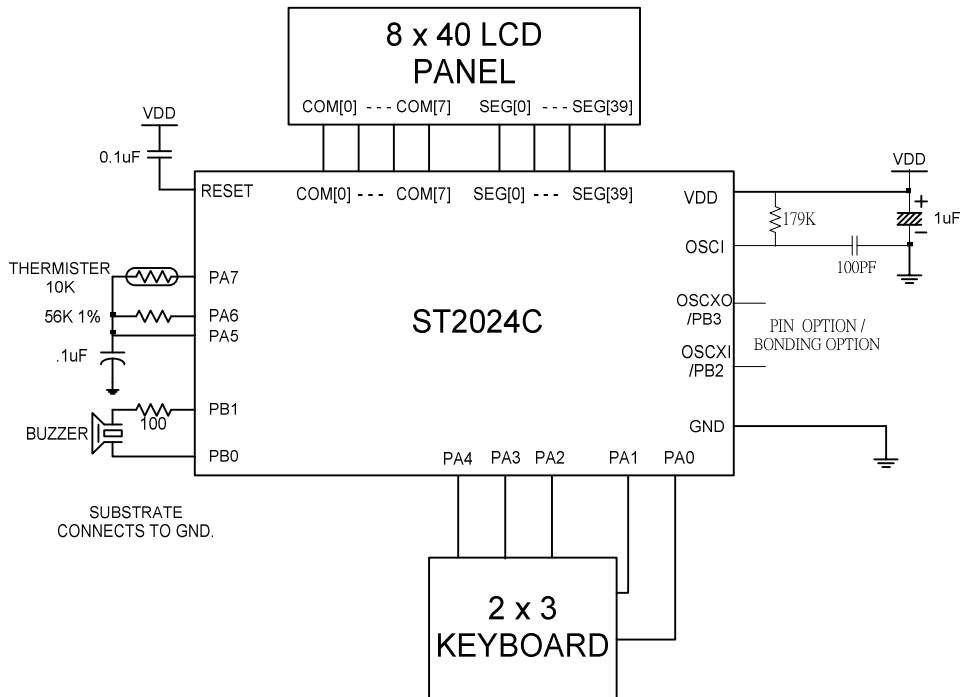 8 x 40 LCD
PANEL
COM[0] --- COM[7] SEG[0] --- SEG[39]
VDD
0.1uF
RESET
COM[0] --- COM[7] SEG[0] --- SEG[39]
VDD
VDD
+
1uF
-
179K
OSCI
100PF
THERMISTER
10K
PA7
56K 1%
PA6
PA5
.1uF
ST2024C
OSCXO
/PB3
PIN OPTION /
BONDING OPTION
OSCXI
/PB2
PB1
100
BUZZER
PB0
GND
PA4 PA3 PA2 PA1 PA0
SUBSTRATE
CONNECTS TO GND.
2 x 3
KEYBOARD